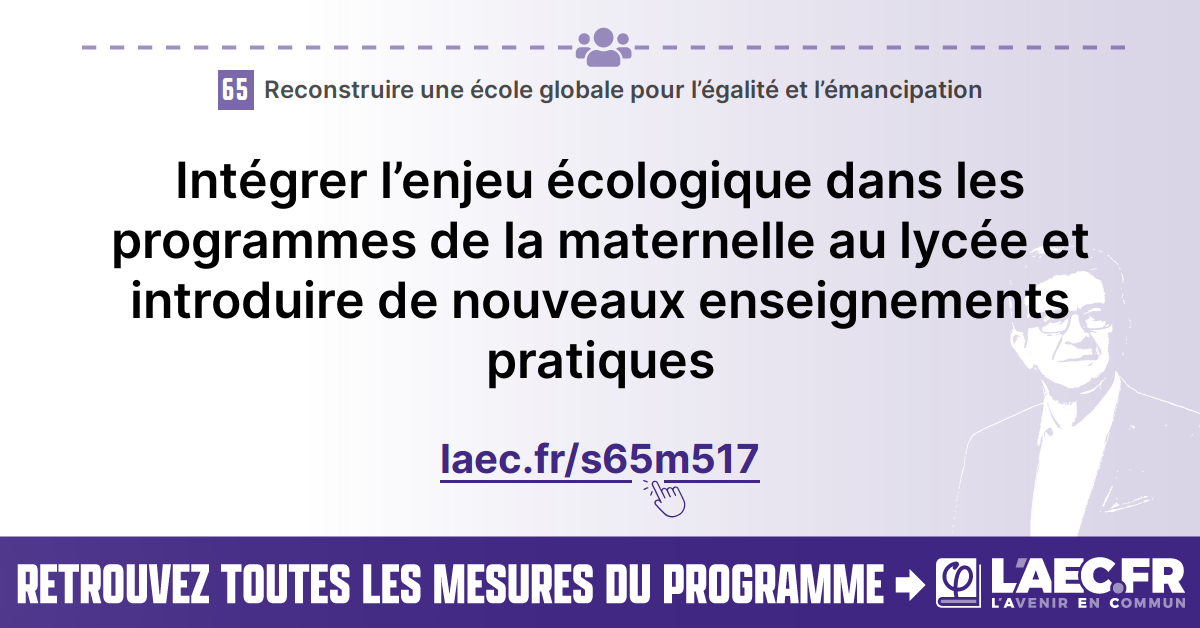 65 Reconstruire une école globale pour l’égalité et l’émancipation
Intégrer l’enjeu écologique dans les
programmes de la maternelle au lycée et
introduire de nouveaux enseignements
pratiques
laec.fr/s65m517
RETROUVEZ TOUTES LES MESURES DU PROGRAMME → φ L’AEC.FR
L’AVENIR EN COMMUN